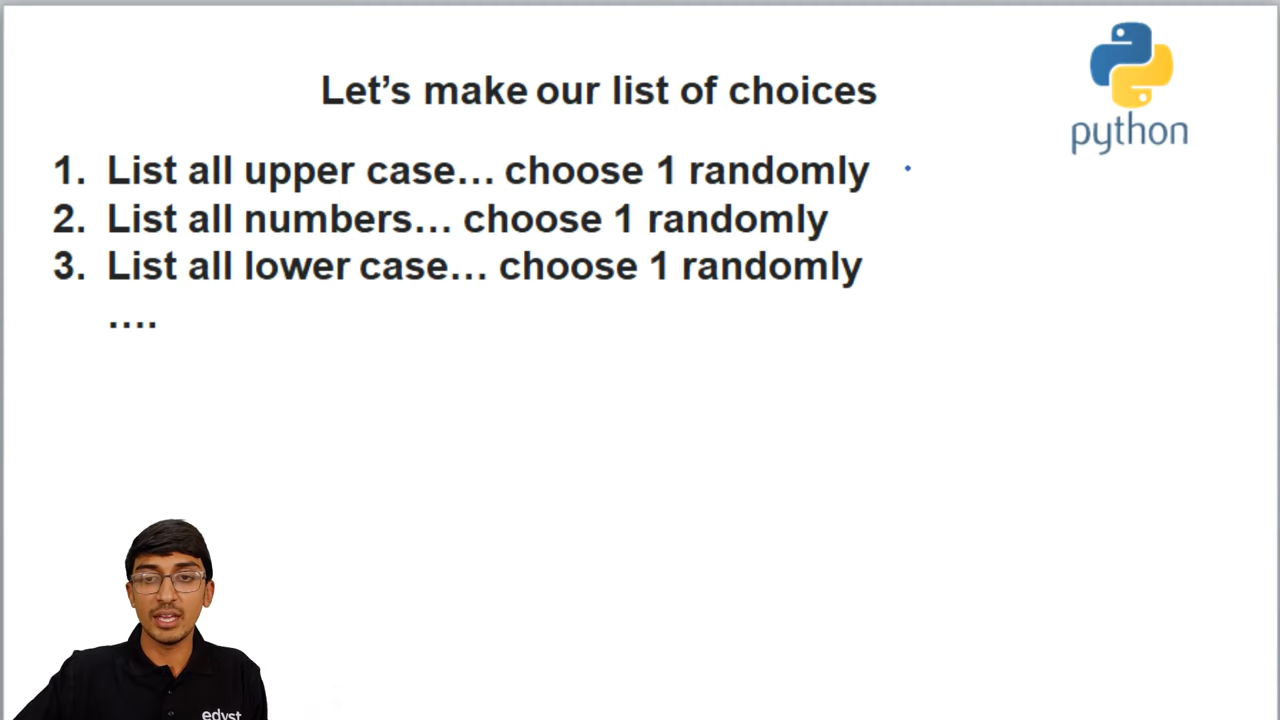 Let’s make our list of choices
python
1. List all upper case… choose 1 randomly
2. List all numbers… choose 1 randomly
3. List all lower case… choose 1 randomly
….
edyst